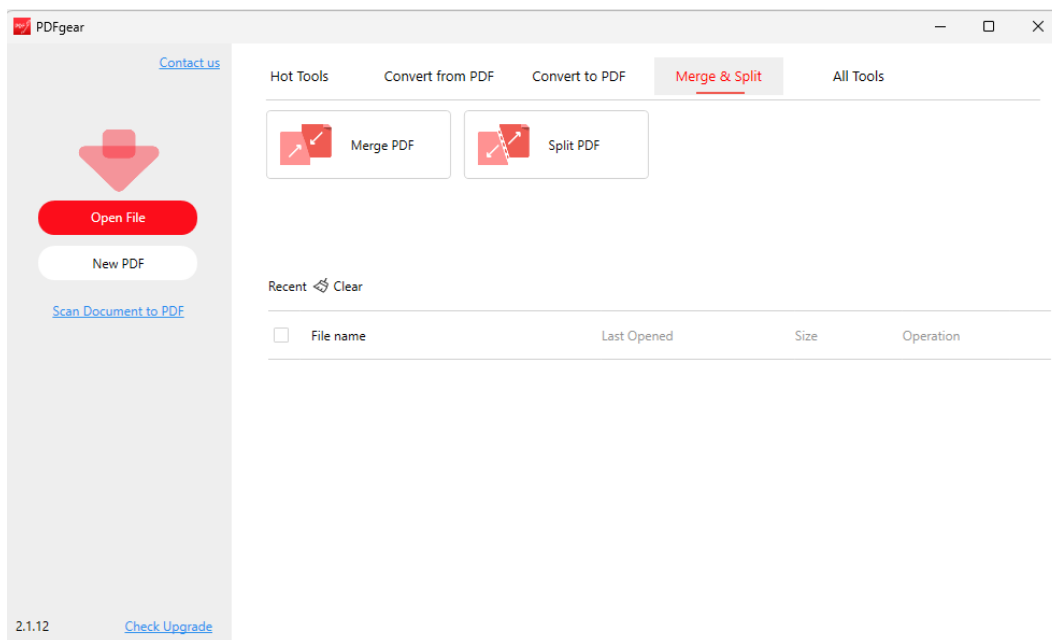 PDFgear
Contact us
Open File
New PDF
Scan Document to PDF
2.1.12 Check Upgrade
Hot Tools Convert from PDF Convert to PDF Merge & Split All Tools
Merge PDF Split PDF
Recent Clear
File name Last Opened Size Operation